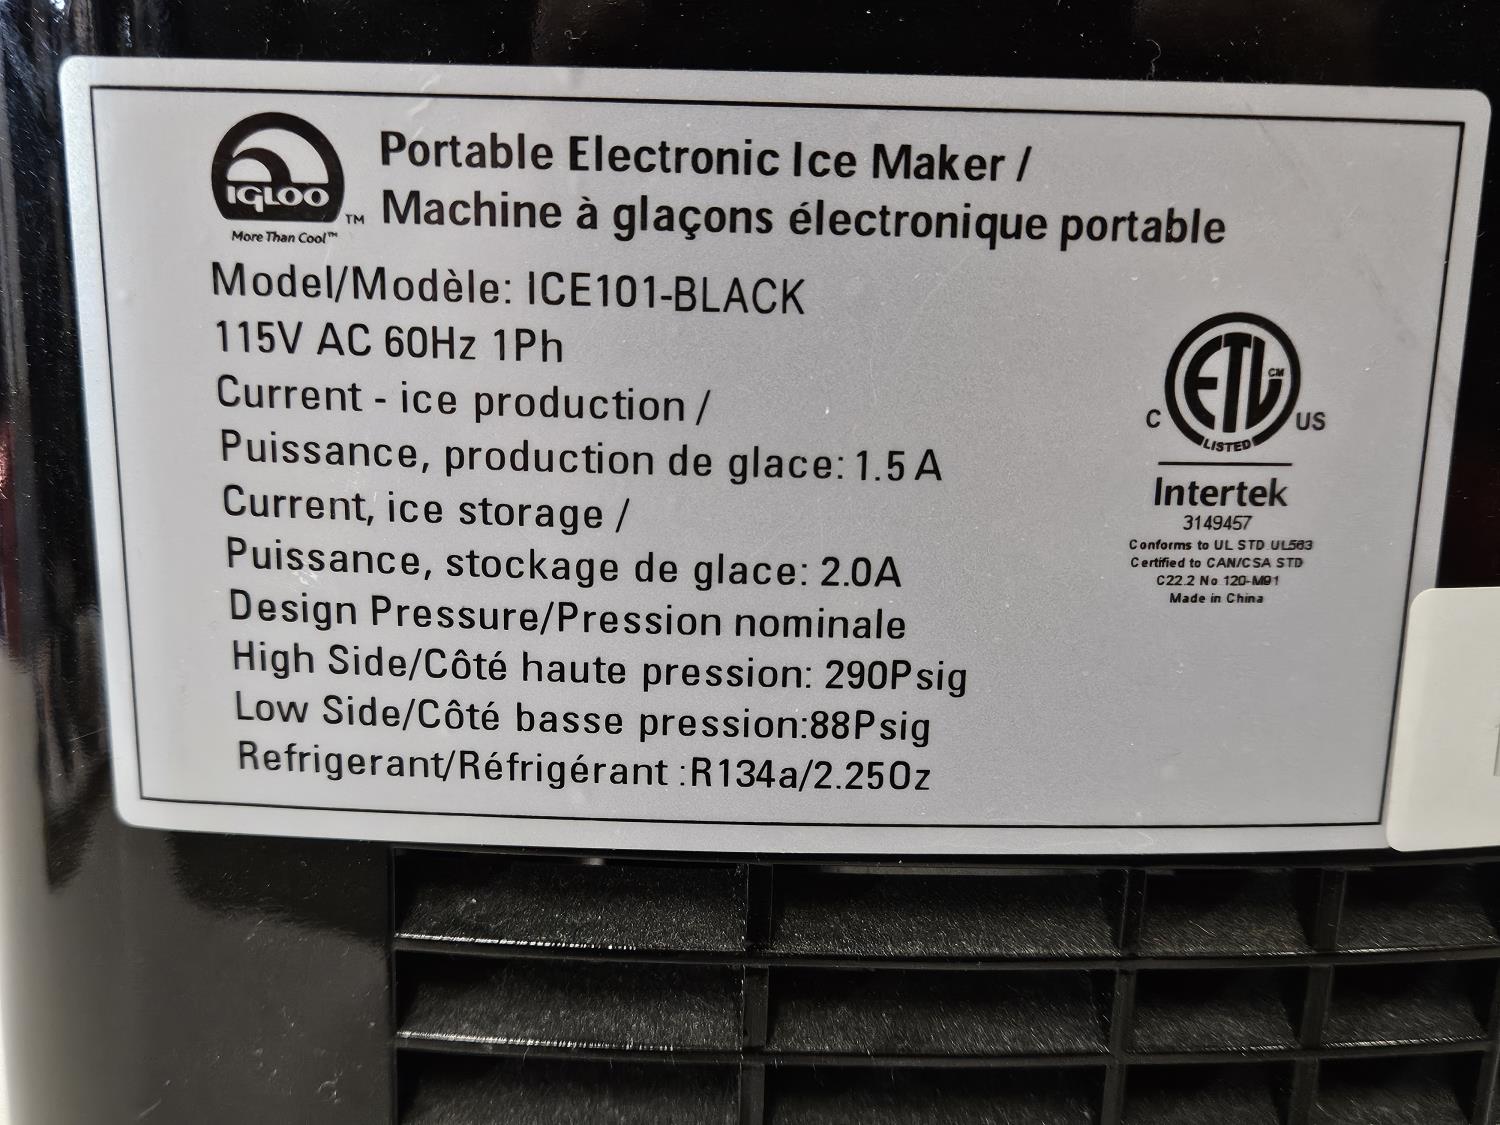 IGLOO
TM
More Than Cool™
Portable Electronic Ice Maker /
Machine à glaçons électronique portable
Model/Modèle: ICE101-BLACK
115V AC 60Hz 1Ph
Current - ice production /
Puissance, production de glace: 1.5 A
Current, ice storage /
Puissance, stockage de glace: 2.0A
Design Pressure/Pression nominale
High Side/Côté haute pression: 290Psig
Low Side/Côté basse pression:88Psig
Refrigerant/Réfrigérant :R134a/2.25Oz
ETL CM
C US
LISTED
Intertek
3149457
Conforms to UL STD UL563
Certified to CAN/CSA STD
C22.2 No 120-M91
Made in China